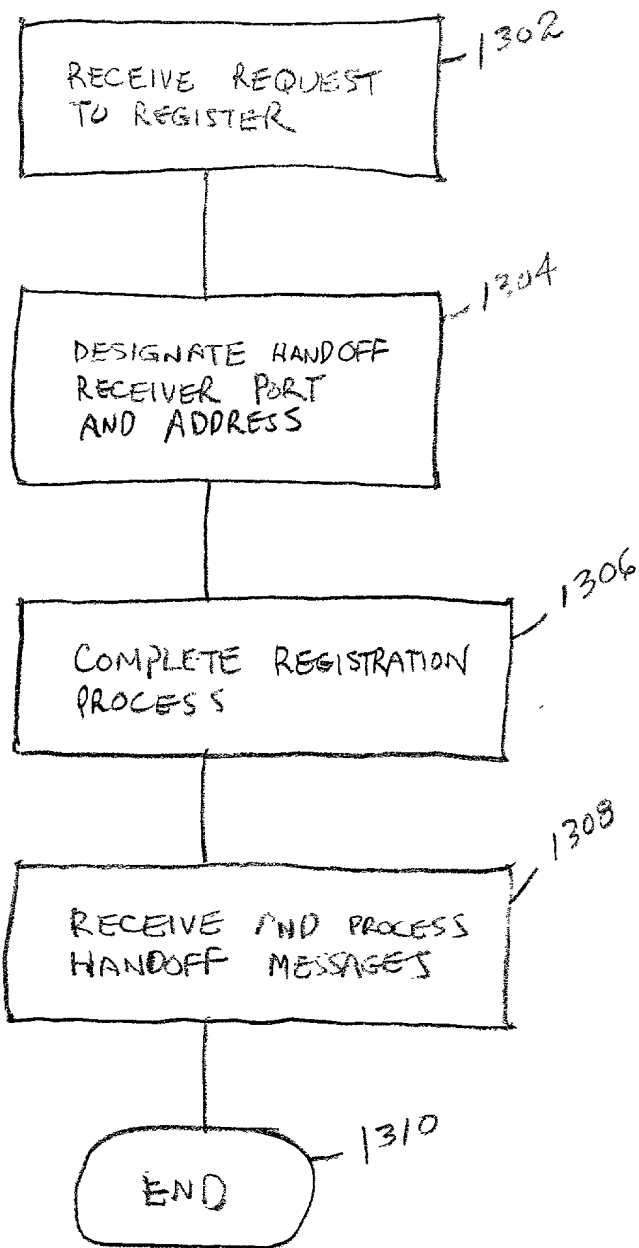 1302
RECEIVE REQUEST
TO REGISTER
1304
DESIGNATE HANDOFF
RECEIVER PORT
AND ADDRESS
1306
COMPLETE REGISTRATION
PROCESS
1308
RECEIVE AND PROCESS
HANDOFF MESSAGES
1310
END